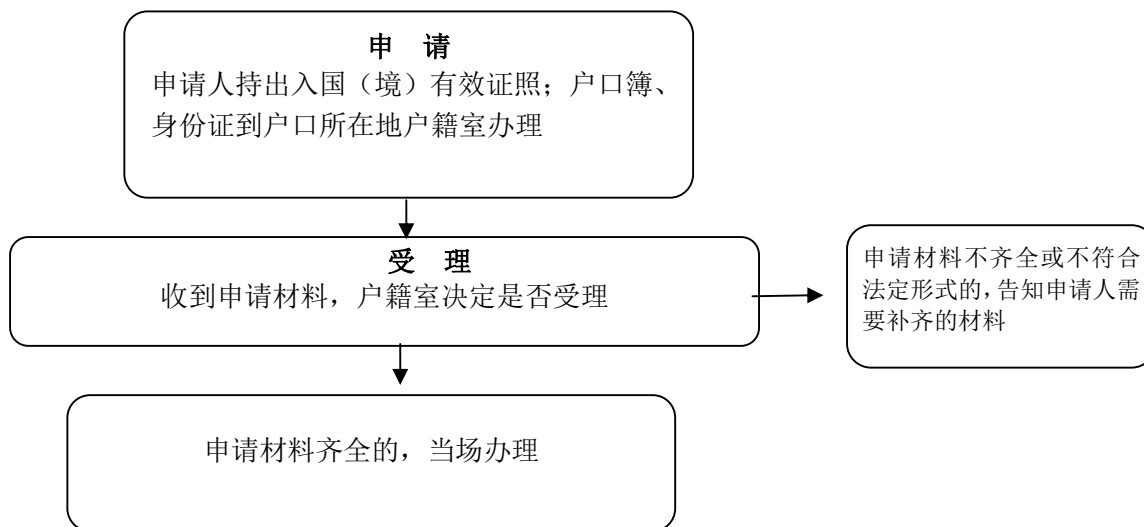 申 请
申请人持出入国（境）有效证照；户口簿、
身份证到户口所在地户籍室办理
受 理
收到申请材料，户籍室决定是否受理
申请材料不齐全或不符合
法定形式的，告知申请人需
要补齐的材料
申请材料齐全的，当场办理